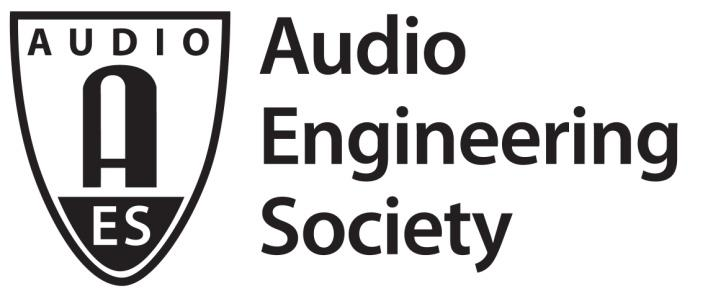 AUDIO
A
ES
Audio
Engineering
Society